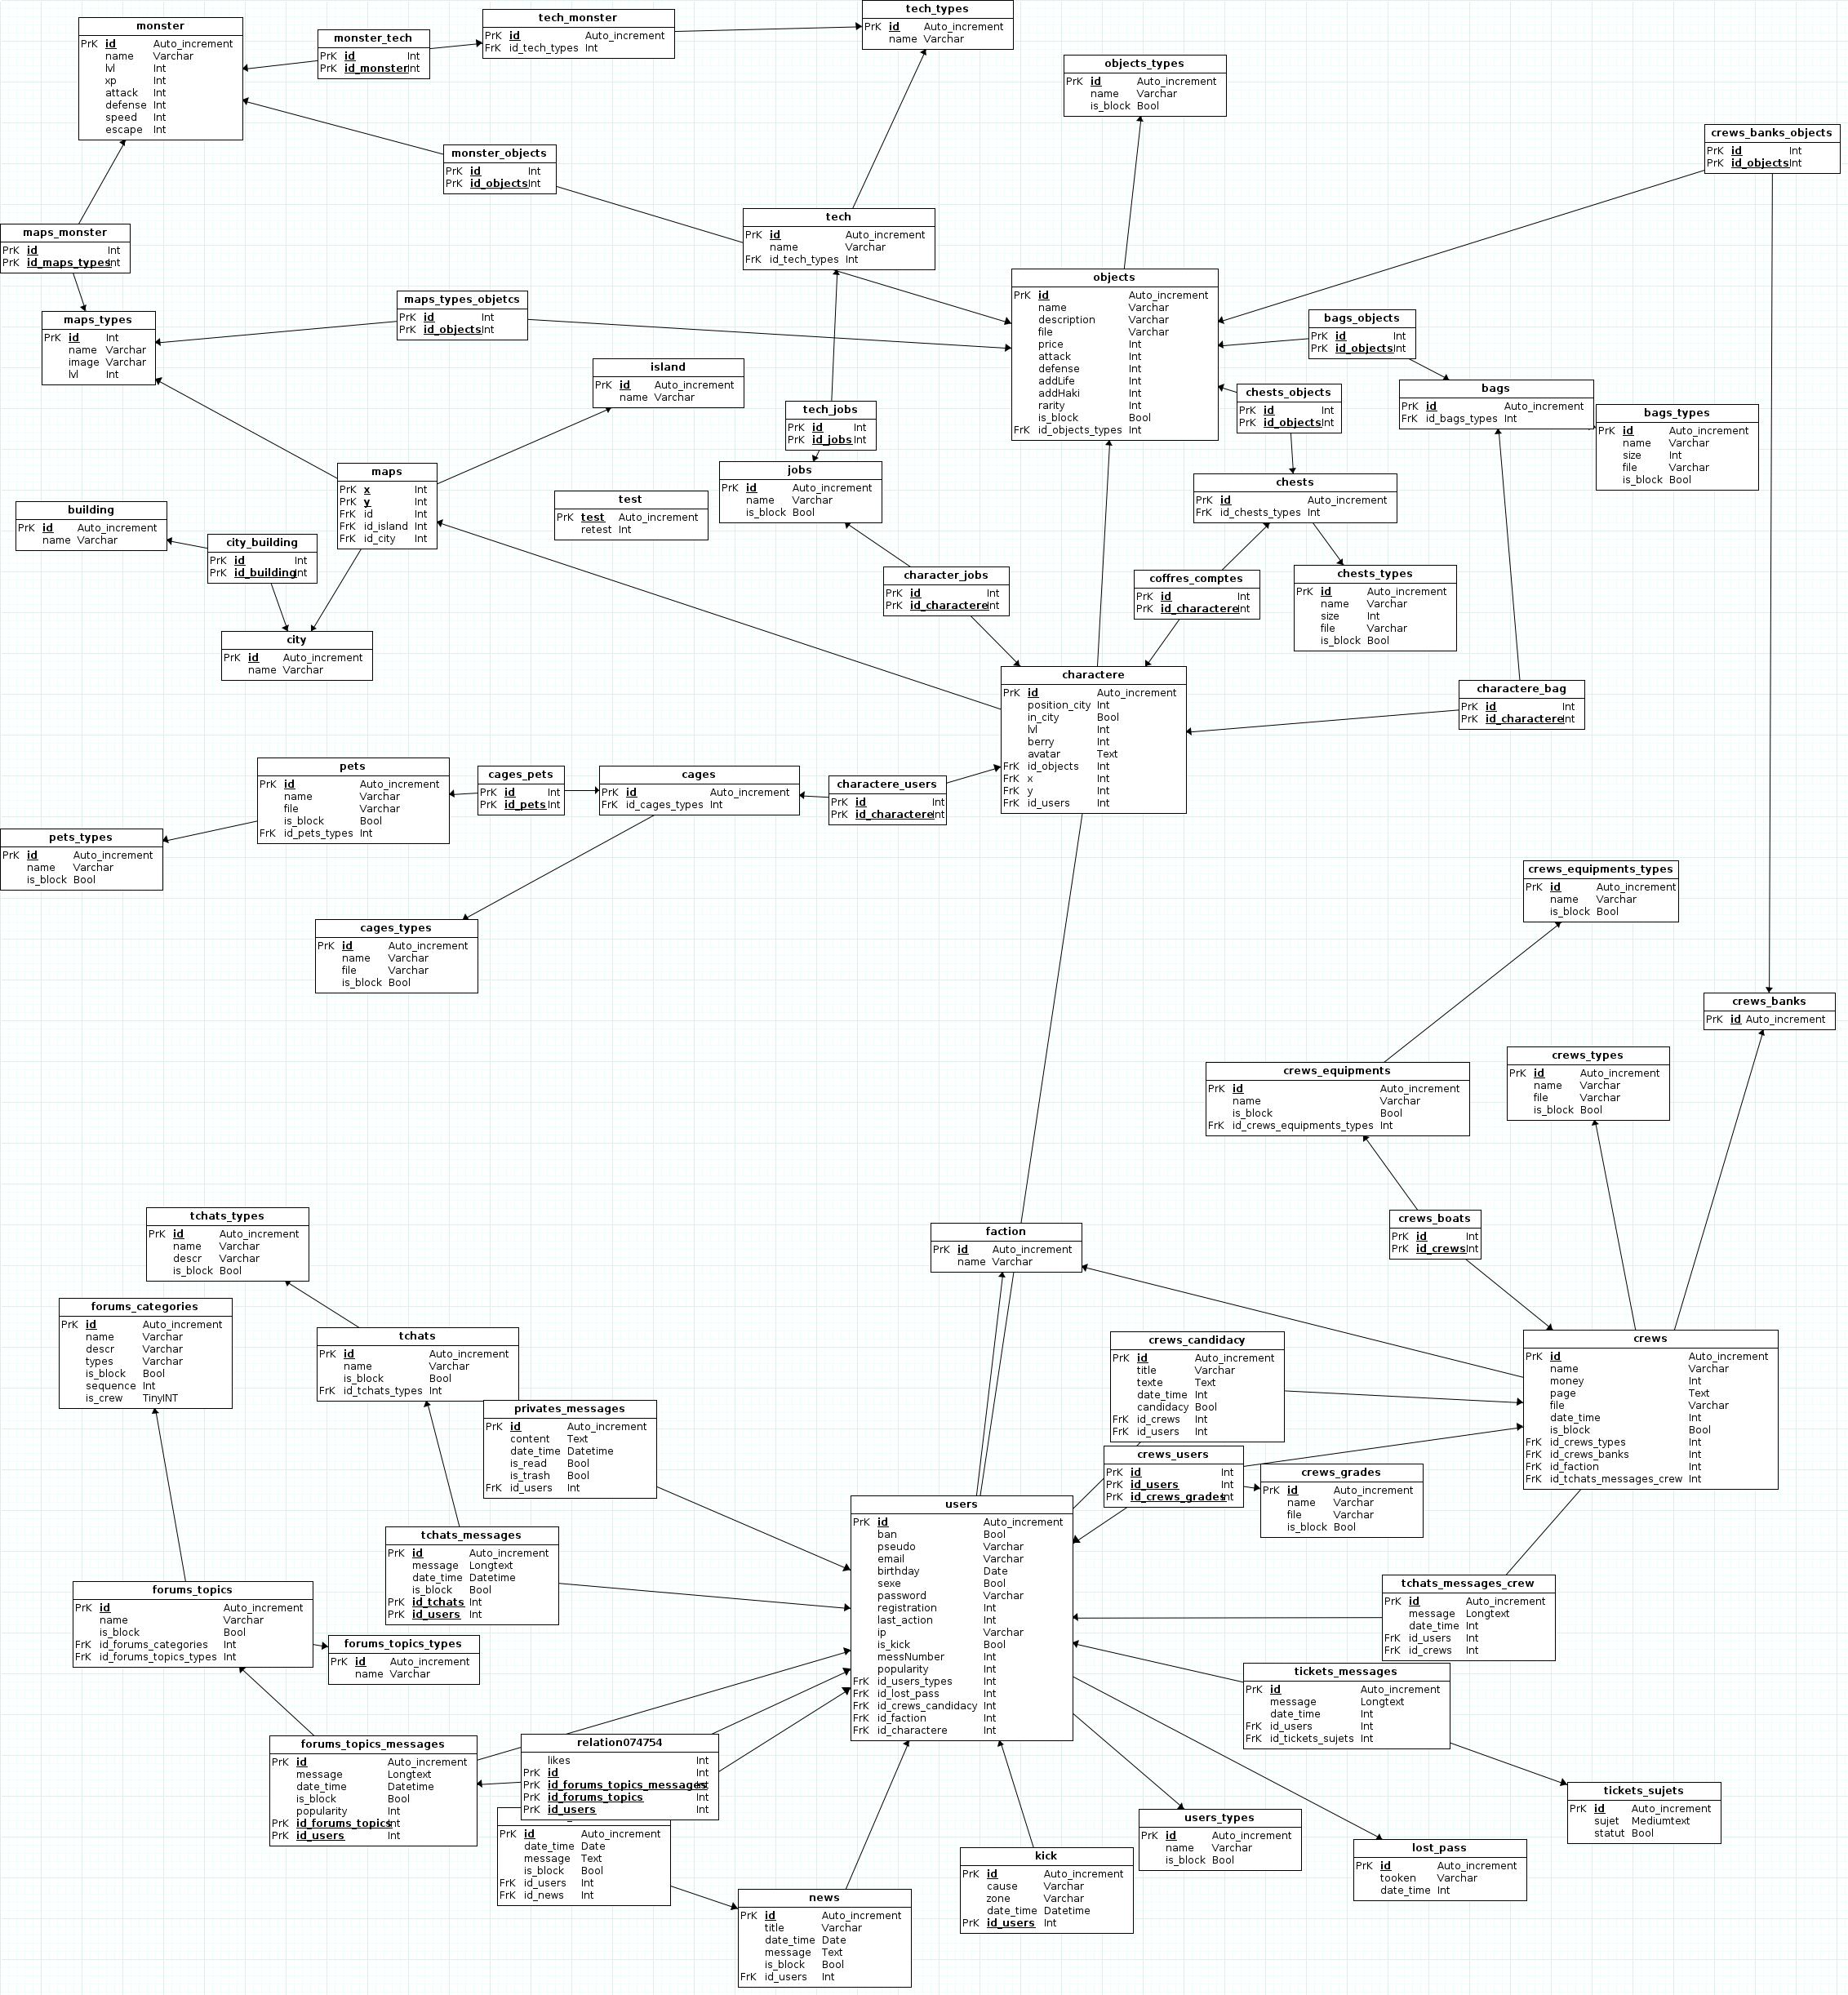 monster
PrK id Auto_increment
name Varchar
lvl Int
xp Int
attack Int
defense Int
speed Int
escape Int
monster_tech
PrK id Int
PrK id_monster Int
tech_monster
PrK id Auto_increment
FrK id_tech_types Int
tech_types
PrK id Auto_increment
name Varchar
objects_types
PrK id Auto_increment
name Varchar
is_block Bool
crews_banks_objects
PrK id Int
PrK id_objects Int
monster_objects
PrK id Int
PrK id_objects Int
maps_monster
PrK id Int
PrK id_maps_types Int
tech
PrK id Auto_increment
name Varchar
FrK id_tech_types Int
objects
PrK id Auto_increment
name Varchar
description Varchar
file Varchar
price Int
attack Int
defense Int
addLife Int
addHaki Int
rarity Int
is_block Bool
FrK id_objects_types Int
maps_types
PrK id Int
name Varchar
image Varchar
lvl Int
maps_types_objetcs
PrK id Int
PrK id_objects Int
bags_objects
PrK id Int
PrK id_objects Int
island
PrK id Auto_increment
name Varchar
chests_objects
PrK id Int
PrK id_objects Int
bags
PrK id Auto_increment
FrK id_bags_types Int
bags_types
PrK id Auto_increment
name Varchar
size Int
file Varchar
is_block Bool
tech_jobs
PrK id Int
PrK id_jobs Int
maps
PrK x Int
PrK y Int
FrK id Int
FrK id_island Int
FrK id_city Int
jobs
PrK id Auto_increment
name Varchar
is_block Bool
chests
PrK id Auto_increment
FrK id_chests_types Int
building
PrK id Auto_increment
name Varchar
test
PrK test Auto_increment
retest Int
city_building
PrK id Int
PrK id_building Int
character_jobs
PrK id Int
PrK id_charactere Int
coffres_comptes
PrK id Int
PrK id_charactere Int
chests_types
PrK id Auto_increment
name Varchar
size Int
file Varchar
is_block Bool
city
PrK id Auto_increment
name Varchar
charactere
PrK id Auto_increment
position_city Int
in_city Bool
lvl Int
berry Int
avatar Text
FrK id_objects Int
FrK x Int
FrK y Int
FrK id_users Int
charactere_bag
PrK id Int
PrK id_charactere Int
pets
PrK id Auto_increment
name Varchar
file Varchar
is_block Bool
FrK id_pets_types Int
cages_pets
PrK id Int
PrK id_pets Int
cages
PrK id Auto_increment
FrK id_cages_types Int
charactere_users
PrK id Int
PrK id_charactere Int
pets_types
PrK id Auto_increment
name Varchar
is_block Bool
cages_types
PrK id Auto_increment
name Varchar
file Varchar
is_block Bool
crews_equipments_types
PrK id Auto_increment
name Varchar
is_block Bool
crews_banks
PrK id Auto_increment
crews_types
PrK id Auto_increment
name Varchar
file Varchar
is_block Bool
crews_equipments
PrK id Auto_increment
name Varchar
is_block Bool
FrK id_crews_equipments_types Int
tchats_types
PrK id Auto_increment
name Varchar
descr Varchar
is_block Bool
faction
PrK id Auto_increment
name Varchar
crews_boats
PrK id Int
PrK id_crews Int
forums_categories
PrK id Auto_increment
name Varchar
descr Varchar
types Varchar
is_block Bool
sequence Int
is_crew TinyINT
tchats
PrK id Auto_increment
name Varchar
is_block Bool
FrK id_tchats_types Int
crews_candidacy
PrK id Auto_increment
title Varchar
texte Text
date_time Int
candidacy Bool
FrK id_crews Int
FrK id_users Int
crews
PrK id Auto_increment
name Varchar
money Int
page Text
file Varchar
date_time Int
is_block Bool
FrK id_crews_types Int
FrK id_crews_banks Int
FrK id_faction Int
FrK id_tchats_messages_crew Int
privates_messages
PrK id Auto_increment
content Text
date_time Datetime
is_read Bool
is_trash Bool
FrK id_users Int
crews_users
PrK id Int
PrK id_users Int
PrK id_crews_grades Int
crews_grades
PrK id Auto_increment
name Varchar
file Varchar
is_block Bool
users
PrK id Auto_increment
ban Bool
pseudo Varchar
email Varchar
birthday Date
sexe Bool
password Varchar
registration Int
last_action Int
ip Varchar
is_kick Bool
messNumber Int
popularity Int
FrK id_users_types Int
FrK id_lost_pass Int
FrK id_crews_candidacy Int
FrK id_faction Int
FrK id_charactere Int
tchats_messages
PrK id Auto_increment
message Longtext
date_time Datetime
is_block Bool
PrK id_tchats Int
PrK id_users Int
forums_topics
PrK id Auto_increment
name Varchar
is_block Bool
FrK id_forums_categories Int
FrK id_forums_topics_types Int
tchats_messages_crew
PrK id Auto_increment
message Longtext
date_time Int
FrK id_users Int
FrK id_crews Int
forums_topics_types
PrK id Auto_increment
name Varchar
tickets_messages
PrK id Auto_increment
message Longtext
date_time Int
FrK id_users Int
FrK id_tickets_sujets Int
forums_topics_messages
PrK id Auto_increment
message Longtext
date_time Datetime
is_block Bool
popularity Int
PrK id_forums_topics Int
PrK id_users Int
relation074754
likes Int
PrK id Int
PrK id_forums_topics_messages Int
PrK id_forums_topics Int
PrK id_users Int
PrK id Auto_increment
date_time Date
message Text
is_block Bool
FrK id_users Int
FrK id_news Int
tickets_sujets
PrK id Auto_increment
sujet Mediumtext
statut Bool
users_types
PrK id Auto_increment
name Varchar
is_block Bool
lost_pass
PrK id Auto_increment
tooken Varchar
date_time Int
kick
PrK id Auto_increment
cause Varchar
zone Varchar
date_time Datetime
PrK id_users Int
news
PrK id Auto_increment
title Varchar
date_time Date
message Text
is_block Bool
FrK id_users Int